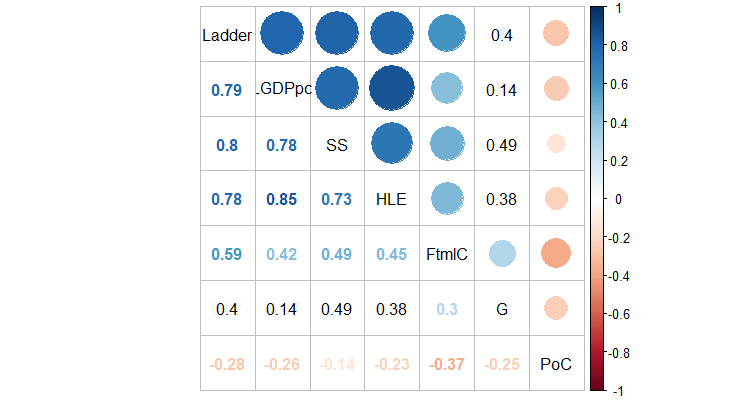 Ladder 0.4
0.79 LGDPpc 0.14
0.8 0.78 SS 0.49
0.78 0.85 0.73 HLE 0.38
0.59 0.42 0.49 0.45 FtmlC
0.4 0.14 0.49 0.38 0.3 G
-0.28 -0.26 -0.14 -0.23 -0.37 -0.25 PoC
1
0.8
0.6
0.4
0.2
0
-0.2
-0.4
-0.6
-0.8
-1